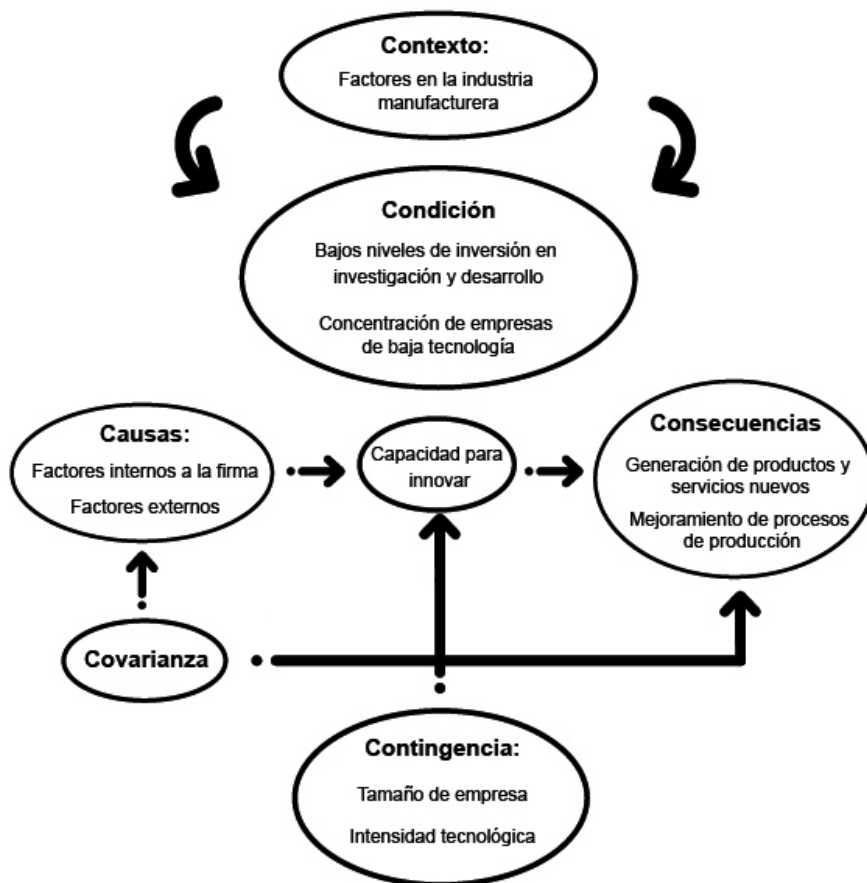 Contexto:
Factores en la industria
manufacturera
Condición
Bajos niveles de inversión en
investigación y desarrollo
Concentración de empresas
de baja tecnología
Causas:
Factores internos a la firma
Factores externos
Capacidad para
innovar
Consecuencias
Generación de productos y
servicios nuevos
Mejoramiento de procesos
de producción
Covarianza
Contingencia:
Tamaño de empresa
Intensidad tecnológica